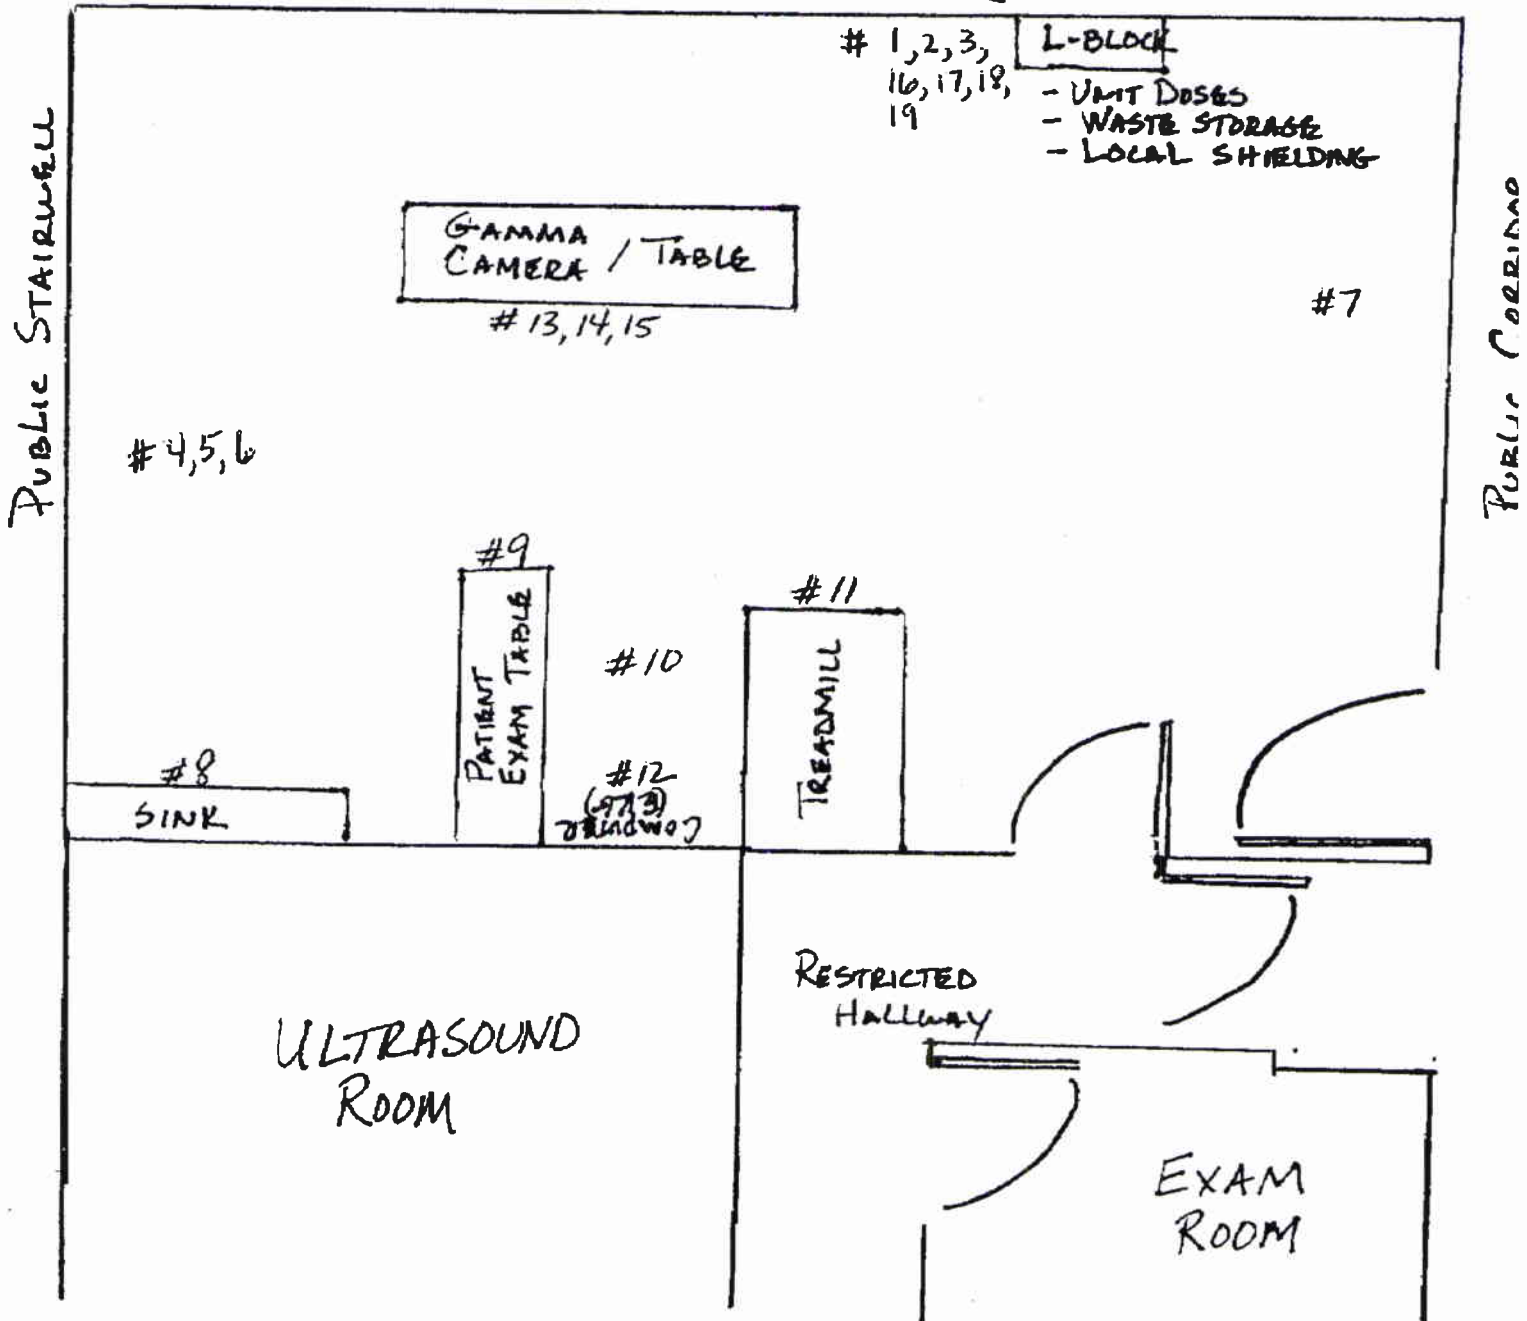 # 1, 2, 3,
16, 17, 18,
19
L-BLOCK
- UNIT DOSES
- WASTE STORAGE
- LOCAL SHIELDING
PUBLIC STAIRWELL
GAMMA
CAMERA / TABLE
# 13, 14, 15
#7
PUBLIC CORRIDOR
# 4, 5, 6
#9
PATIENT
EXAM TABLE
#10
#11
TREADMILL
#8
SINK
#12
COMPUTER
(EKG)
RESTRICTED
HALLWAY
ULTRASOUND
ROOM
EXAM
ROOM